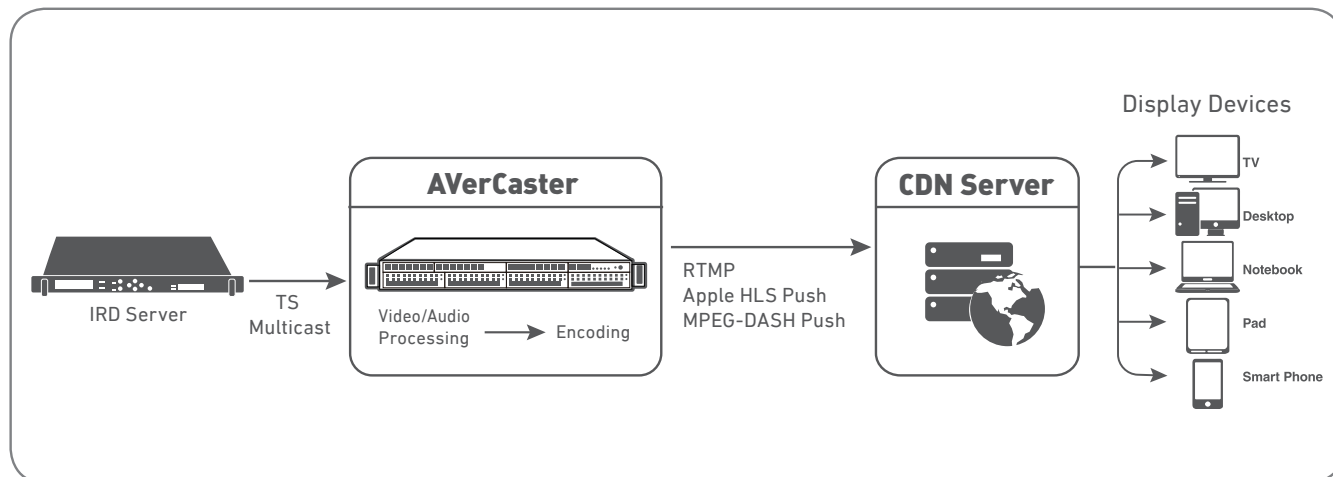 Display Devices
AVerCaster
CDN Server
TV
Desktop
Notebook
Pad
Smart Phone
IRD Server
TS
Multicast
Video/Audio
Processing
Encoding
RTMP
Apple HLS Push
MPEG-DASH Push